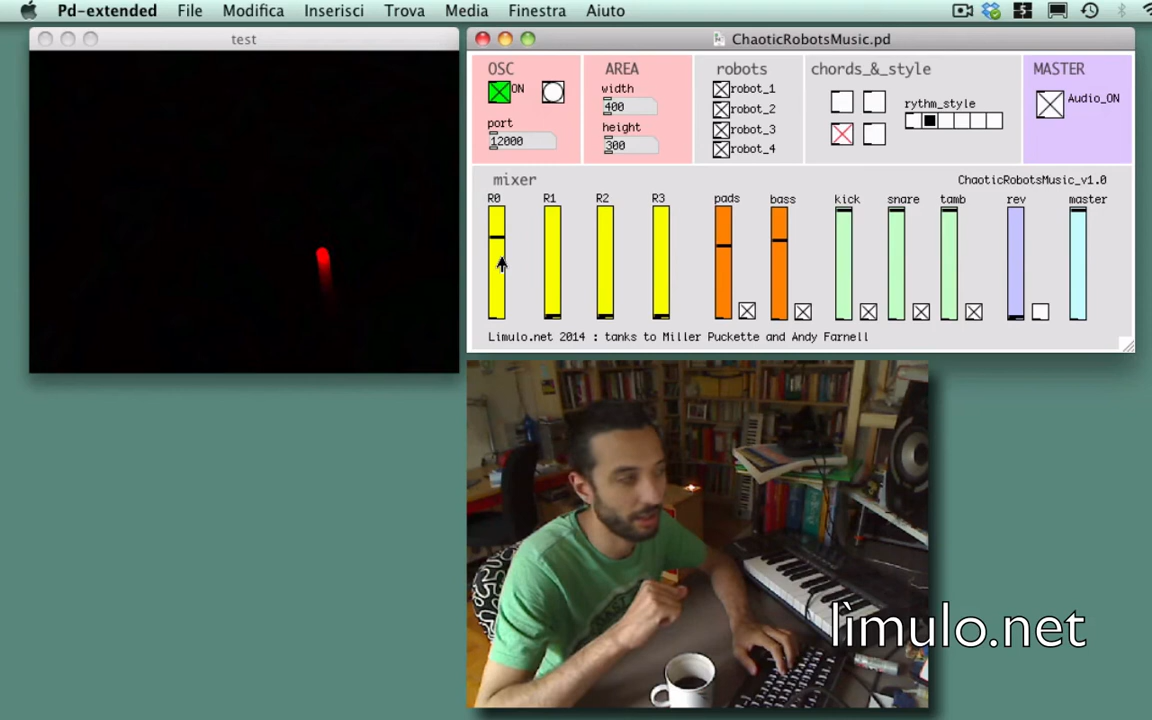 Pd-extended File Modifica Inserisci Trova Media Finestra Aiuto
test
ChaoticRobotsMusic.pd
OSC
ON
port
12000
AREA
width
400
height
300
robots
robot_1
robot_2
robot_3
robot_4
chords_&_style
rythm_style
MASTER
Audio_ON
mixer
ChaoticRobotsMusic_v1.0
R0 R1 R2 R3 pads bass kick snare tamb rev master
Limulo.net 2014 : tanks to Miller Puckette and Andy Farnell
lìmulo.net